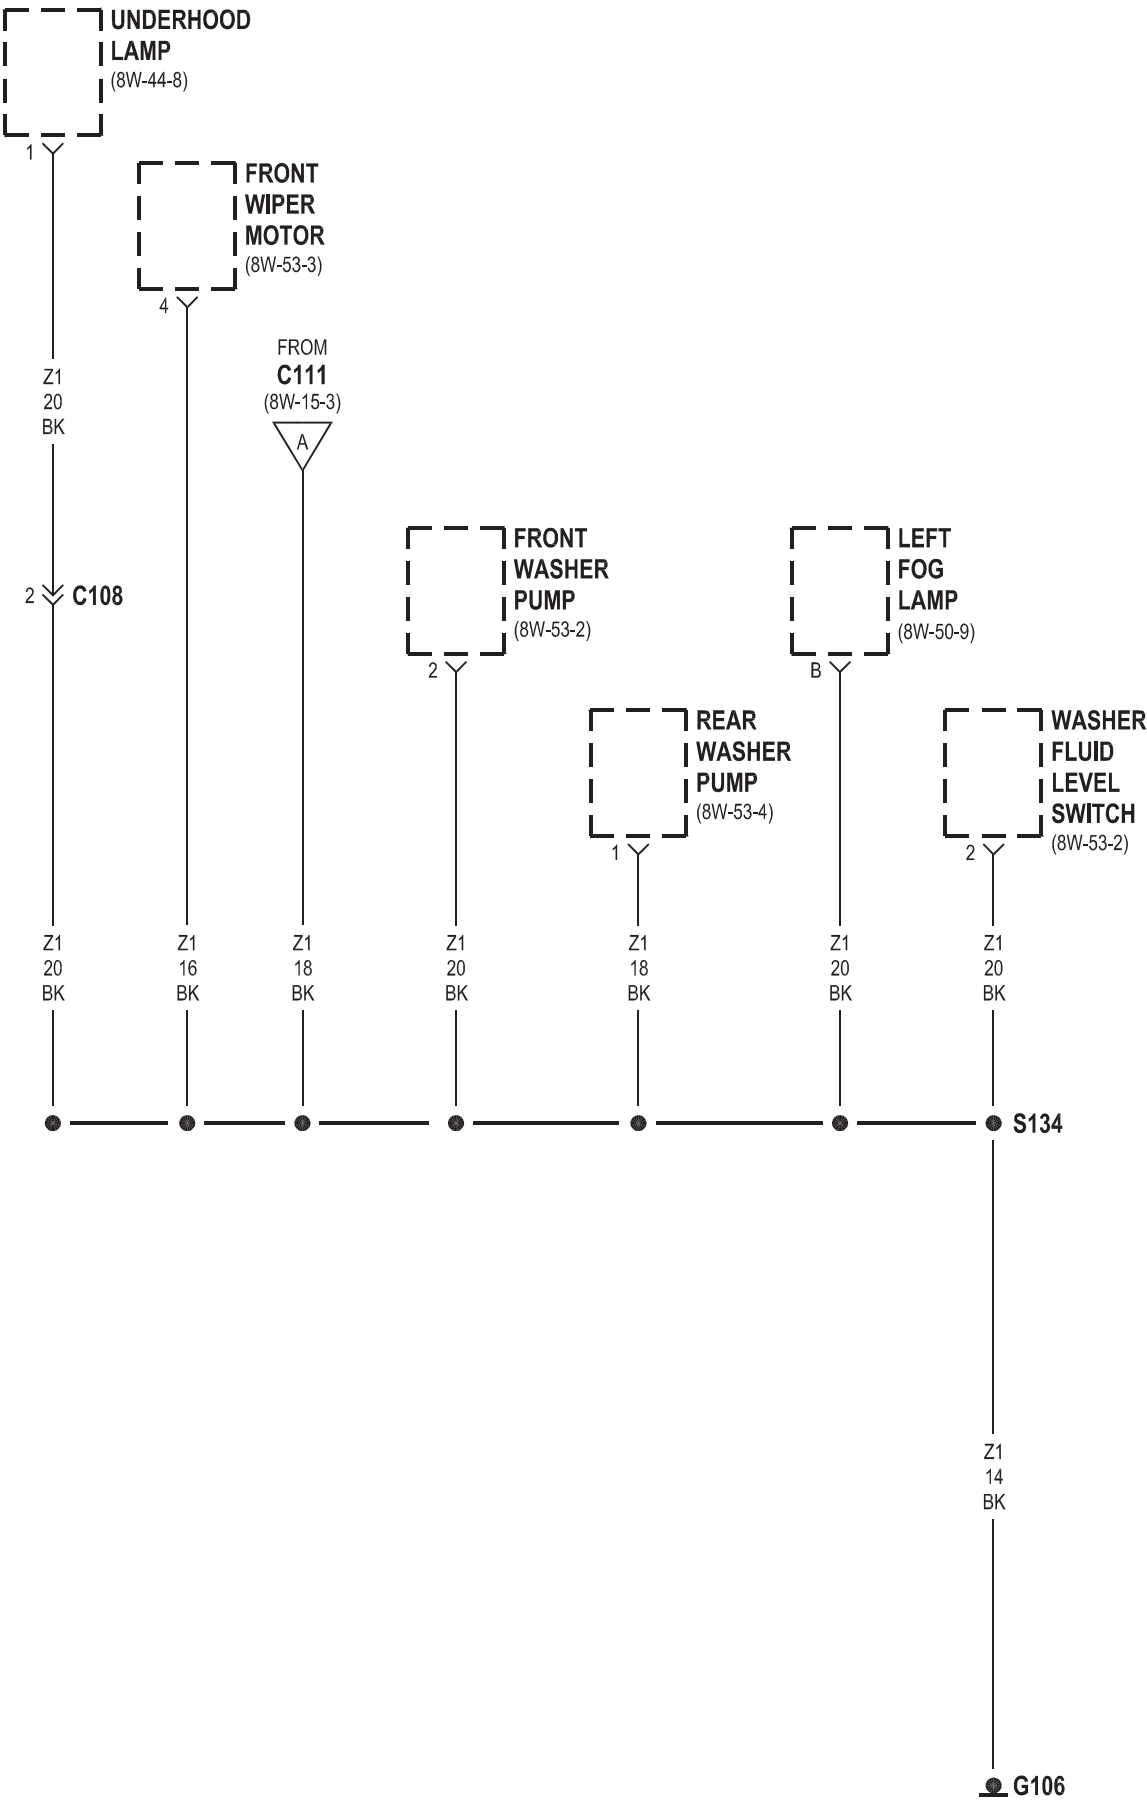 UNDERHOOD
LAMP
(8W-44-8)
1
FRONT
WIPER
MOTOR
(8W-53-3)
4
FROM
C111
(8W-15-3)
A
Z1
20
BK
2
C108
FRONT
WASHER
PUMP
(8W-53-2)
2
LEFT
FOG
LAMP
(8W-50-9)
B
REAR
WASHER
PUMP
(8W-53-4)
1
WASHER
FLUID
LEVEL
SWITCH
(8W-53-2)
2
Z1
20
BK
Z1
16
BK
Z1
18
BK
Z1
20
BK
Z1
18
BK
Z1
20
BK
Z1
20
BK
S134
Z1
14
BK
G106